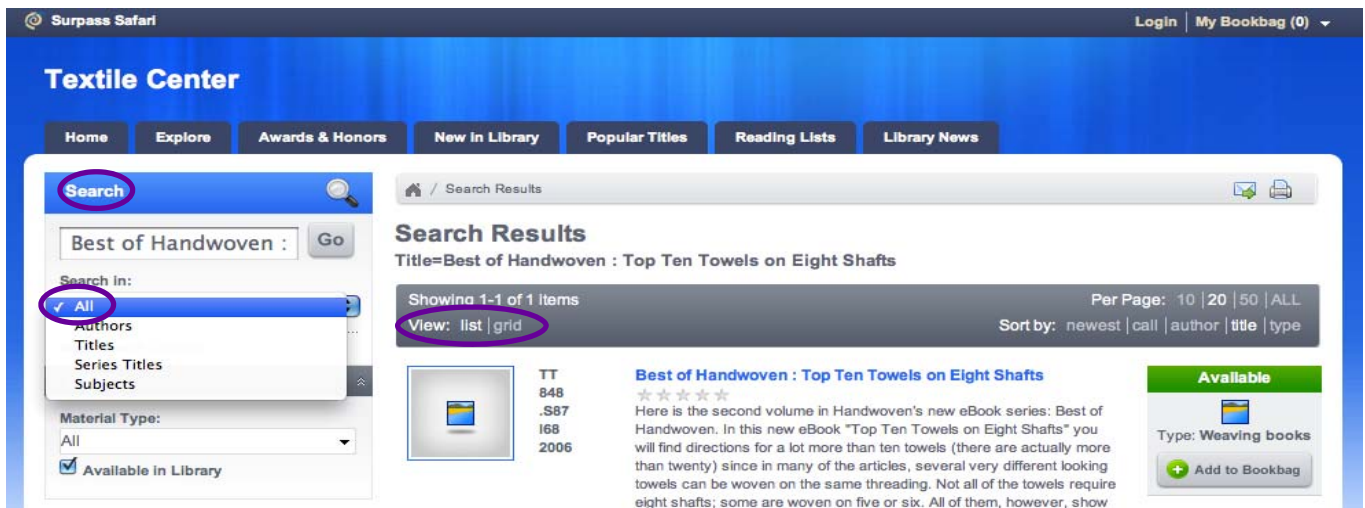 Surpass Safari
Login | My Bookbag (0)
Textile Center
Home Explore Awards & Honors New in Library Popular Titles Reading Lists Library News
Search
Best of Handwoven : Go
Search in:
✓ All
Authors
Titles
Series Titles
Subjects
...
Material Type:
All
Available in Library
/ Search Results
Search Results
Title=Best of Handwoven : Top Ten Towels on Eight Shafts
Showing 1-1 of 1 items
Per Page: 10 | 20 | 50 | ALL
View: list | grid
Sort by: newest | call | author | title | type
TT
848
.S87
I68
2006
Best of Handwoven : Top Ten Towels on Eight Shafts
Here is the second volume in Handwoven's new eBook series: Best of
Handwoven. In this new eBook "Top Ten Towels on Eight Shafts" you
will find directions for a lot more than ten towels (there are actually more
than twenty) since in many of the articles, several very different looking
towels can be woven on the same threading. Not all of the towels require
eight shafts; some are woven on five or six. All of them, however, show
Available
Type: Weaving books
Add to Bookbag